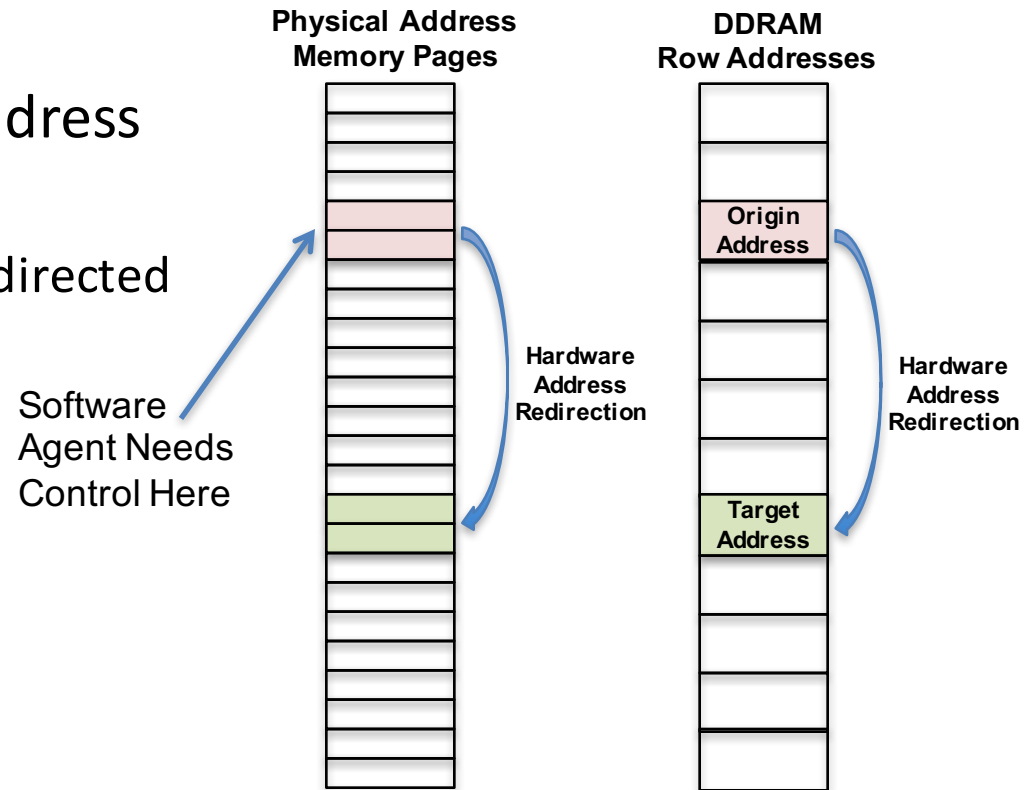 Physical Address
Memory Pages
DDRAM
Row Addresses
dress
directed
Software
Agent Needs
Control Here
Hardware
Address
Redirection
Origin
Address
Target
Address
Hardware
Address
Redirection